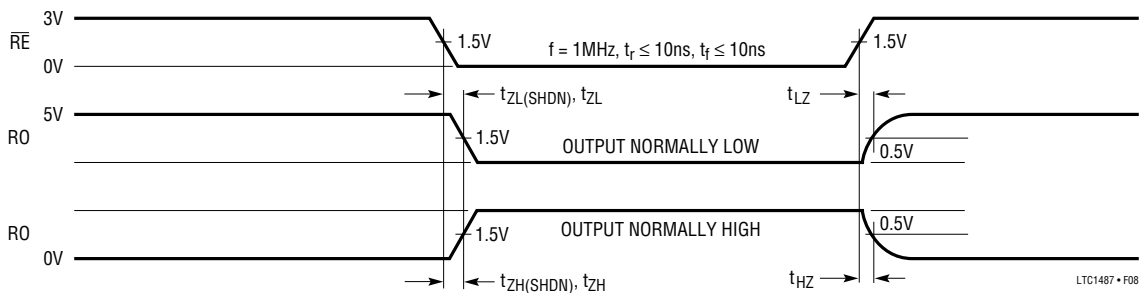 3V
R̅E̅
1.5V
f = 1MHz, tr ≤ 10ns, tf ≤ 10ns
1.5V
0V
tZL(SHDN), tZL
tLZ
5V
RO
1.5V
OUTPUT NORMALLY LOW
0.5V
RO
1.5V
OUTPUT NORMALLY HIGH
0.5V
0V
tZH(SHDN), tZH
tHZ
LTC1487 • F08